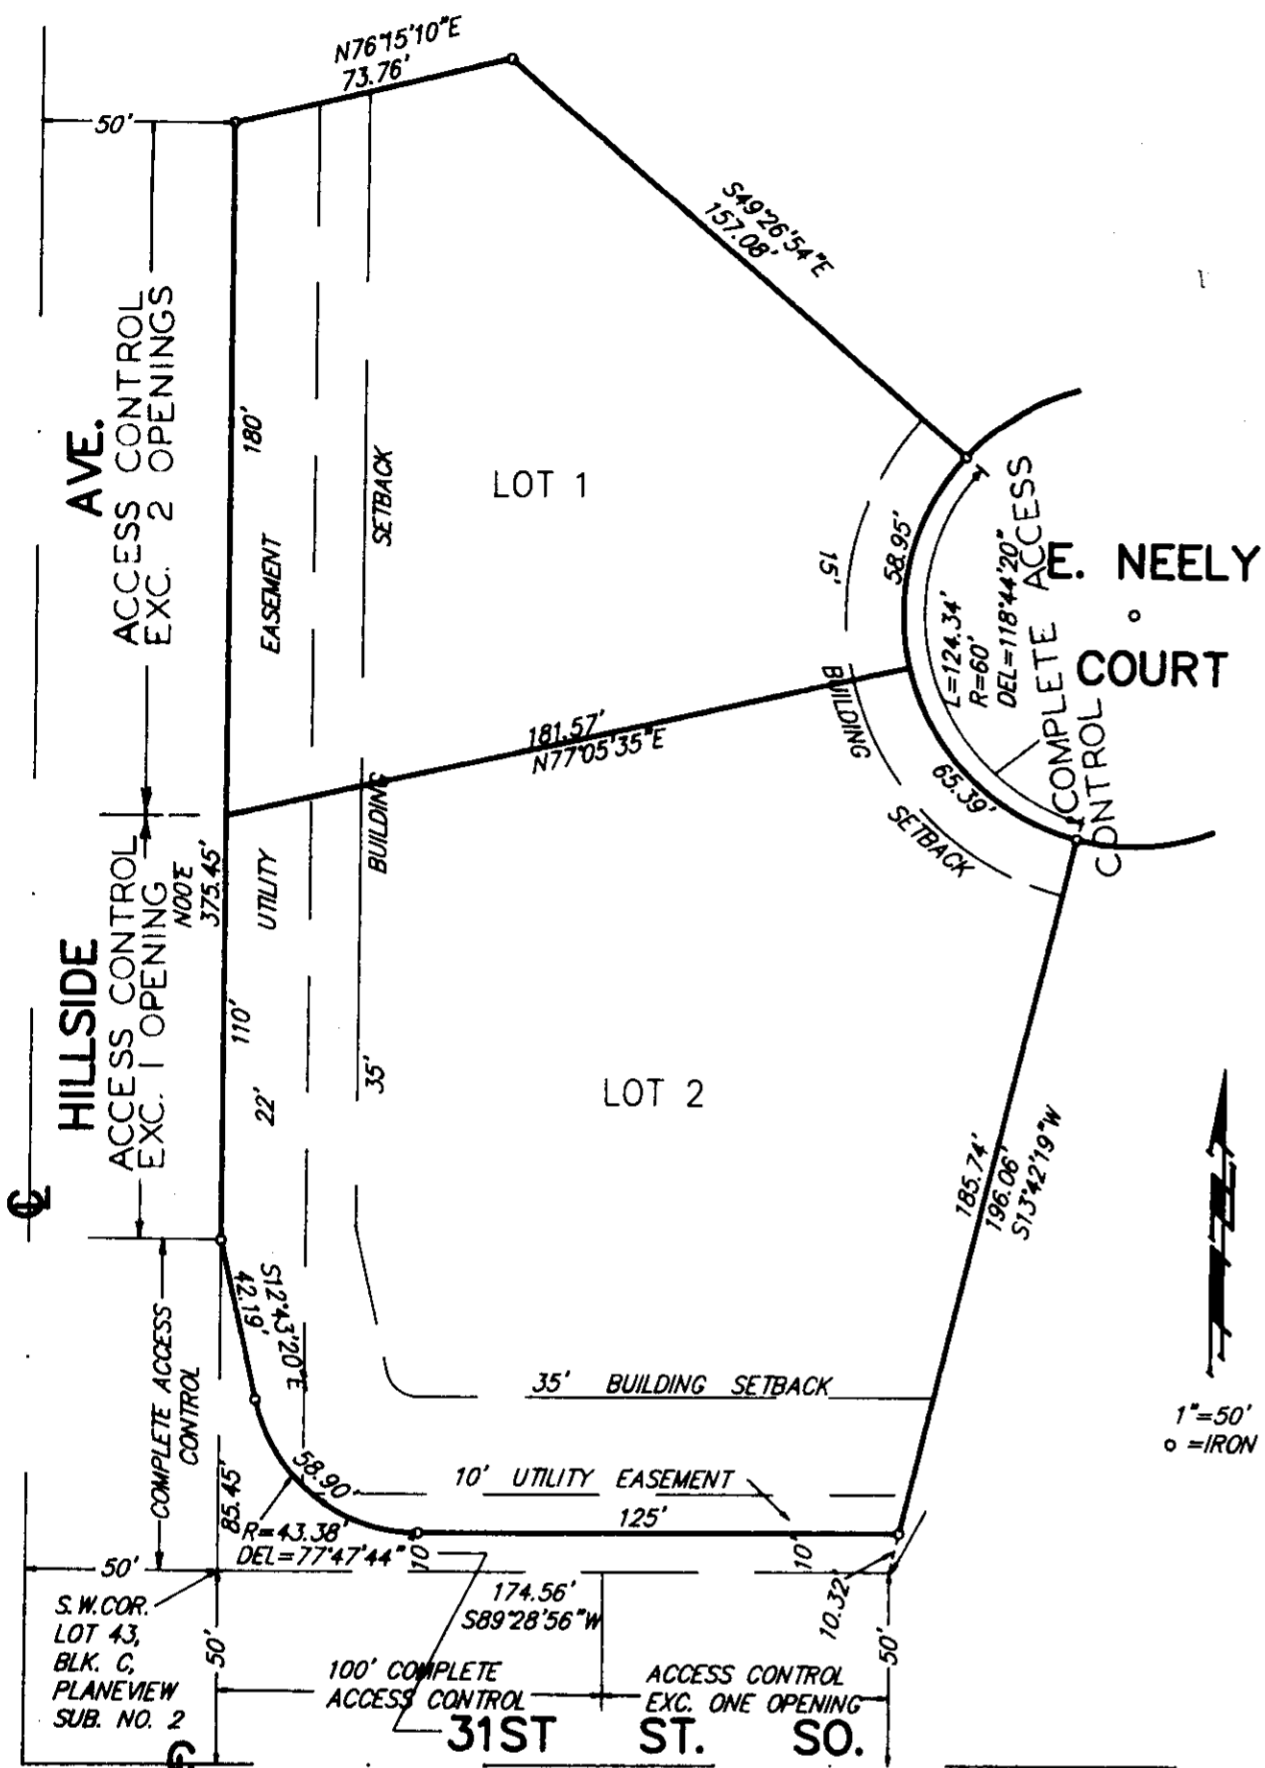 N76°15'10"E
73.76'
50'
S49°26'54"E
157.08'
AVE.
ACCESS CONTROL
EXC. 2 OPENINGS
180'
EASEMENT
SETBACK
LOT 1
15'
58.95'
L=124.34'
R=60'
DEL=118°44'20"
COMPLETE ACCESS
CONTROL
E. NEELY
COURT
BUILDING
SETBACK
65.39'
181.57'
N77°05'35"E
BUILDING
UTILITY
N00°E
375.45'
HILLSIDE
ACCESS CONTROL
EXC. 1 OPENING
110'
22'
35'
LOT 2
185.74'
196.06'
S13°42'19"W
S12°43'20"E
42.19'
COMPLETE ACCESS
CONTROL
35' BUILDING SETBACK
1"=50'
o =IRON
58.90'
10' UTILITY EASEMENT
125'
85.45'
R=43.38'
DEL=77°47'44"
10'
10'
10.32'
50'
174.56'
S89°28'56"W
S.W.COR.
LOT 43,
BLK. C,
PLANEVIEW
SUB. NO. 2
50'
50'
100' COMPLETE
ACCESS CONTROL
ACCESS CONTROL
EXC. ONE OPENING
31ST ST. SO.